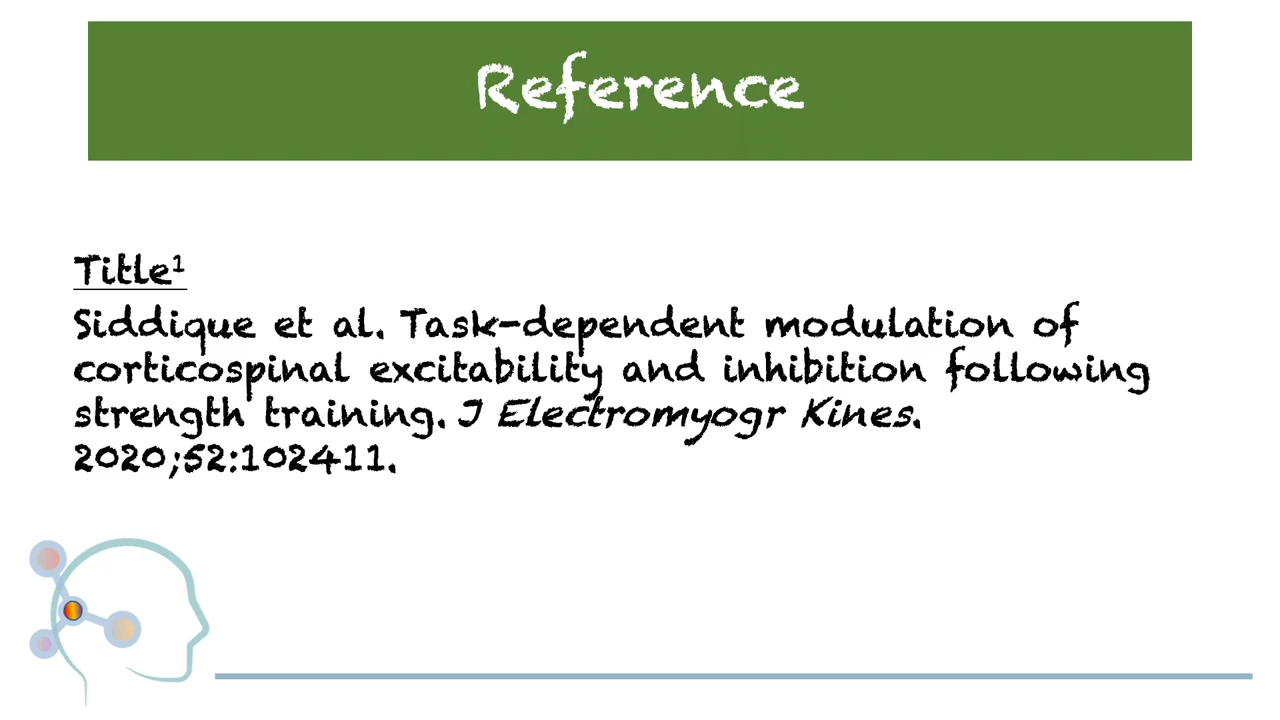 Reference
Title¹
Siddique et al. Task-dependent modulation of
corticospinal excitability and inhibition following
strength training. J Electromyogr Kines.
2020;52:102411.